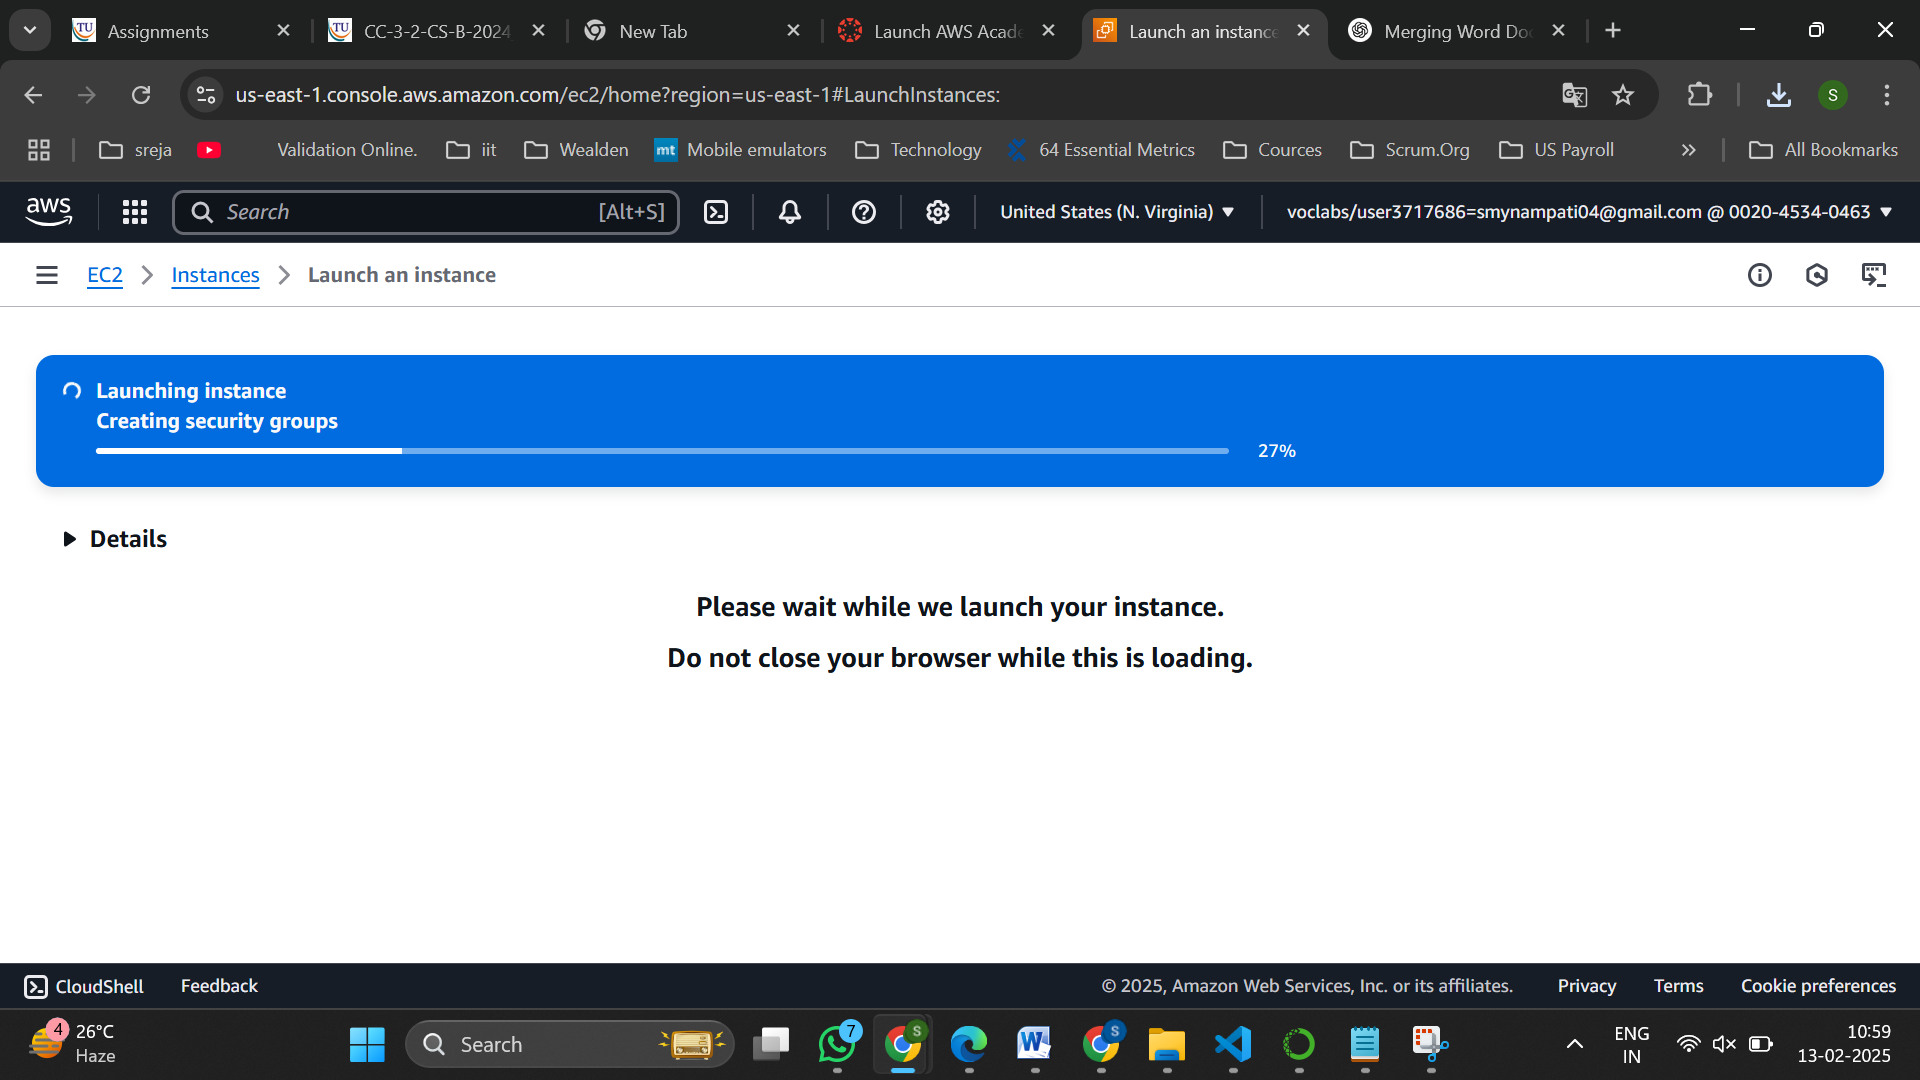 Assignments
CC-3-2-CS-B-2024
New Tab
Launch AWS Acade
Launch an instance
Merging Word Do
us-east-1.console.aws.amazon.com/ec2/home?region=us-east-1#LaunchInstances:
S
sreja
Validation Online.
iit
Wealden
mt
Mobile emulators
Technology
64 Essential Metrics
Cources
Scrum.Org
US Payroll
All Bookmarks
aws
Search
[Alt+S]
United States (N. Virginia)
voclabs/user3717686=smynampati04@gmail.com @ 0020-4534-0463
EC2
Instances
Launch an instance
Launching instance
Creating security groups
27%
Details
Please wait while we launch your instance.
Do not close your browser while this is loading.
CloudShell
Feedback
© 2025, Amazon Web Services, Inc. or its affiliates.
Privacy
Terms
Cookie preferences
4
26°C
Haze
Search
7
S
S
ENG
IN
10:59
13-02-2025